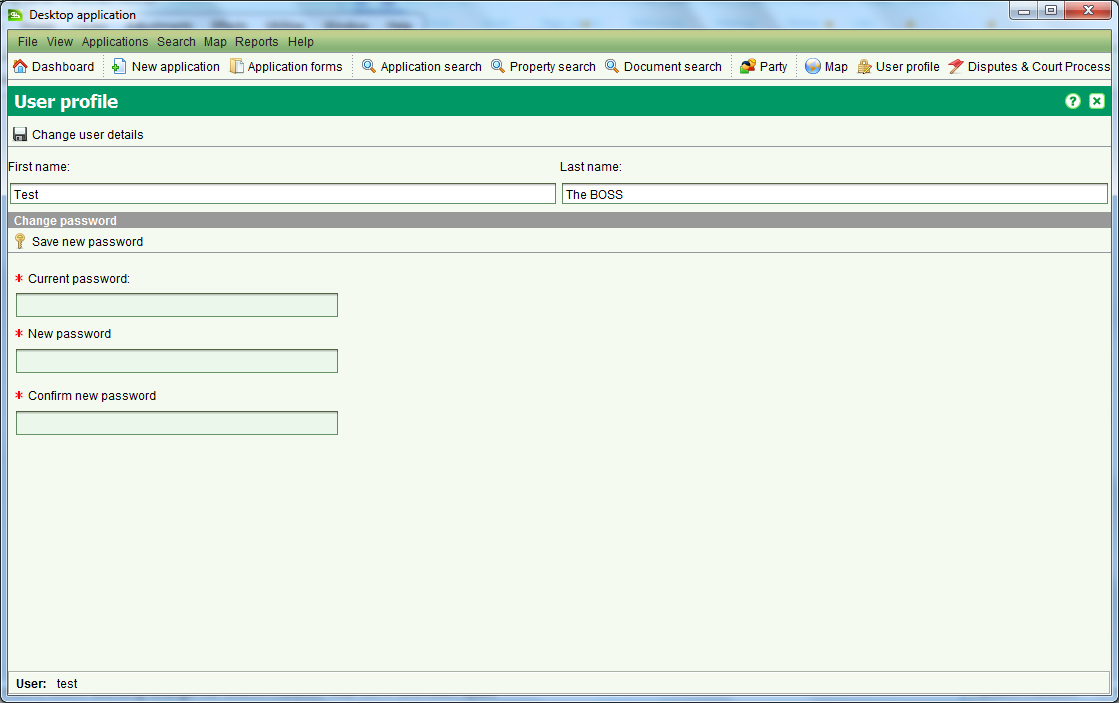 Desktop application
File View Applications Search Map Reports Help
Dashboard New application Application forms Application search Property search Document search Party Map User profile Disputes & Court Process
User profile
Change user details
First name: Last name:
Test The BOSS
Change password
Save new password
* Current password:
* New password
* Confirm new password
User: test